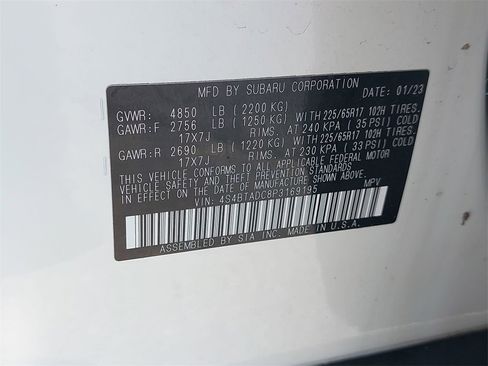 MFD BY SUBARU CORPORATION DATE: 01/23
GVWR: 4850 LB (2200 KG)
GAWR:F 2756 LB (1250 KG) WITH 225/65R17 102H TIRES.
17X7J RIMS. AT 240 KPA (35 PSI) COLD
GAWR:R 2690 LB (1220 KG) WITH 225/65R17 102H TIRES.
17X7J RIMS. AT 230 KPA (33 PSI) COLD
THIS VEHICLE CONFORMS TO ALL APPLICABLE FEDERAL MOTOR
VEHICLE SAFETY, BUMPER, AND THEFT PREVENTION STANDARDS
IN EFFECT ON THE DATE OF MANUFACTURE SHOWN ABOVE.
VIN: 4S4BTADC8P3169195 MPV
ASSEMBLED BY SIA INC. MADE IN U.S.A.